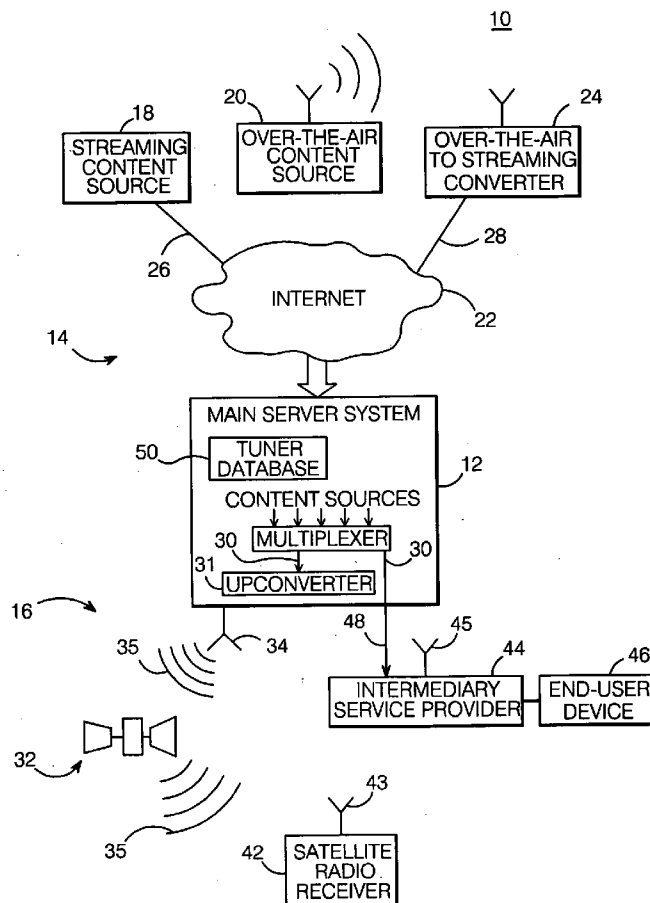 10
18
STREAMING
CONTENT
SOURCE
20
OVER-THE-AIR
CONTENT
SOURCE
24
OVER-THE-AIR
TO STREAMING
CONVERTER
26
28
INTERNET
22
14
MAIN SERVER SYSTEM
50
TUNER
DATABASE
12
CONTENT SOURCES
MULTIPLEXER
30
30
31
UPCONVERTER
16
35
34
48
45
44
46
INTERMEDIARY
SERVICE PROVIDER
END-USER
DEVICE
32
35
43
42
SATELLITE
RADIO
RECEIVER